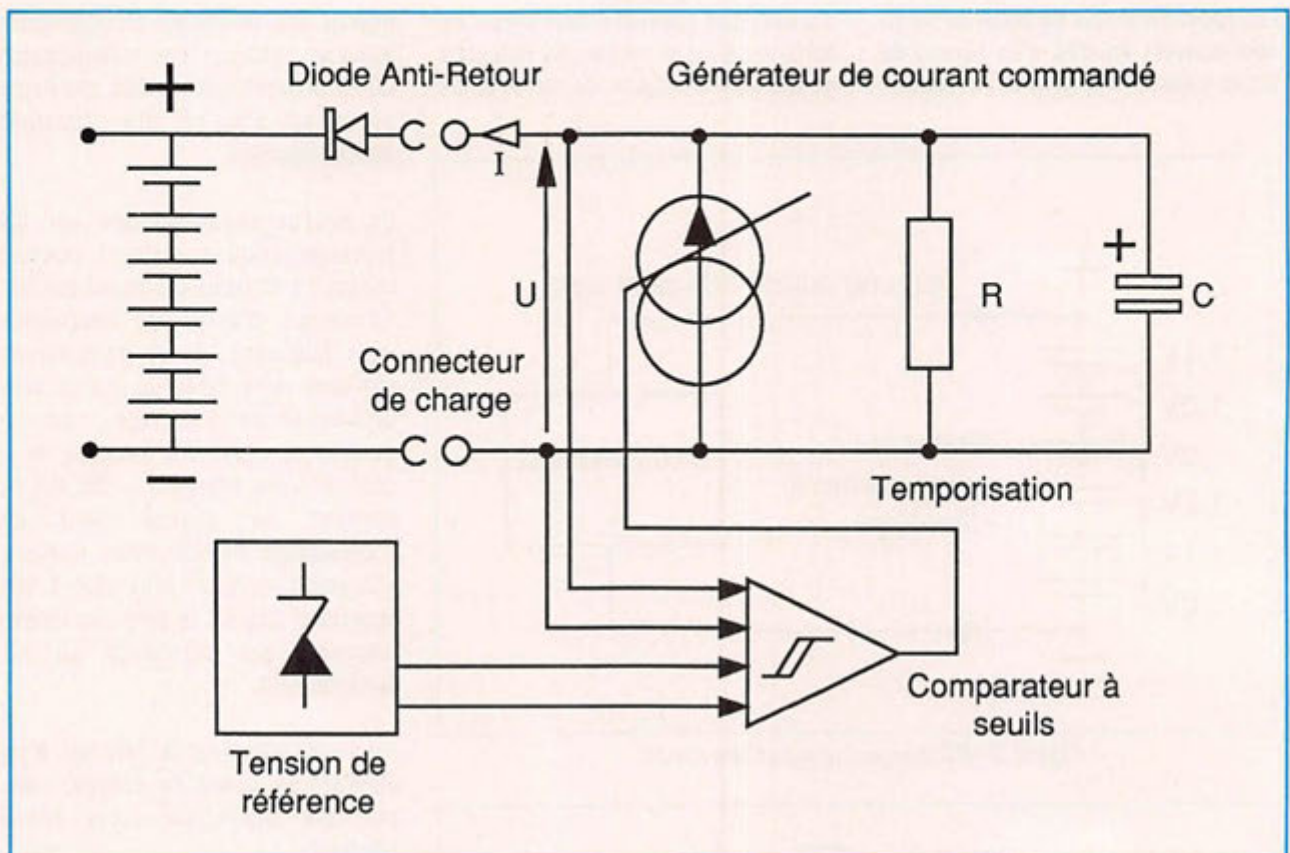 Diode Anti-Retour
Générateur de courant commandé
+
I
U
R
+
C
Connecteur
de charge
−
Temporisation
Comparateur à
seuils
Tension de
référence